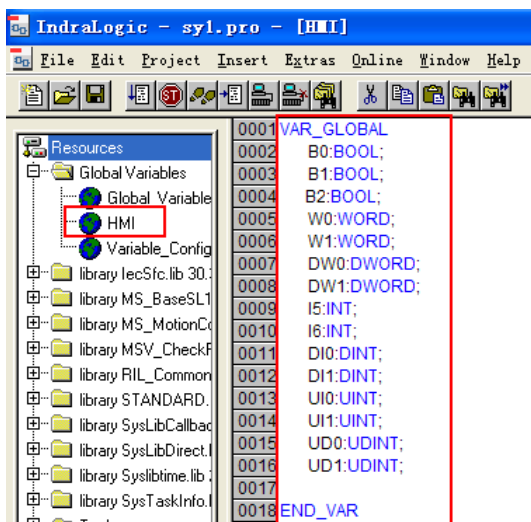 IndraLogic - sy1.pro - [HMI]
File Edit Project Insert Extras Online Window Help
Resources
Global Variables
Global_Variable
HMI
Variable_Config
library IecSfc.lib 30.
library MS_BaseSL1
library MS_MotionCo
library MSV_CheckF
library RIL_Common
library STANDARD.
library SysLibCallbac
library SysLibDirect.l
library Syslibtime.lib
library SysTaskInfo.l
0001 VAR_GLOBAL
0002 B0:BOOL;
0003 B1:BOOL;
0004 B2:BOOL;
0005 W0:WORD;
0006 W1:WORD;
0007 DW0:DWORD;
0008 DW1:DWORD;
0009 I5:INT;
0010 I6:INT;
0011 DI0:DINT;
0012 DI1:DINT;
0013 UI0:UINT;
0014 UI1:UINT;
0015 UD0:UDINT;
0016 UD1:UDINT;
0017
0018 END_VAR